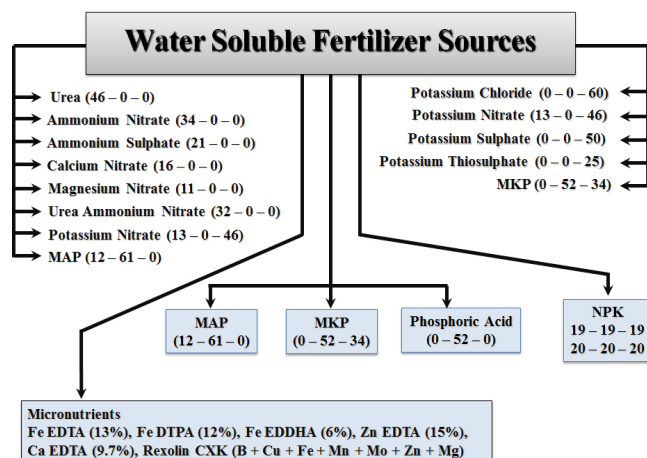 Water Soluble Fertilizer Sources
Urea (46 – 0 – 0)
Ammonium Nitrate (34 – 0 – 0)
Ammonium Sulphate (21 – 0 – 0)
Calcium Nitrate (16 – 0 – 0)
Magnesium Nitrate (11 – 0 – 0)
Urea Ammonium Nitrate (32 – 0 – 0)
Potassium Nitrate (13 – 0 – 46)
MAP (12 – 61 – 0)
Potassium Chloride (0 – 0 – 60)
Potassium Nitrate (13 – 0 – 46)
Potassium Sulphate (0 – 0 – 50)
Potassium Thiosulphate (0 – 0 – 25)
MKP (0 – 52 – 34)
MAP
(12 – 61 – 0)
MKP
(0 – 52 – 34)
Phosphoric Acid
(0 – 52 – 0)
NPK
19 – 19 – 19
20 – 20 – 20
Micronutrients
Fe EDTA (13%), Fe DTPA (12%), Fe EDDHA (6%), Zn EDTA (15%),
Ca EDTA (9.7%), Rexolin CXK (B + Cu + Fe + Mn + Mo + Zn + Mg)